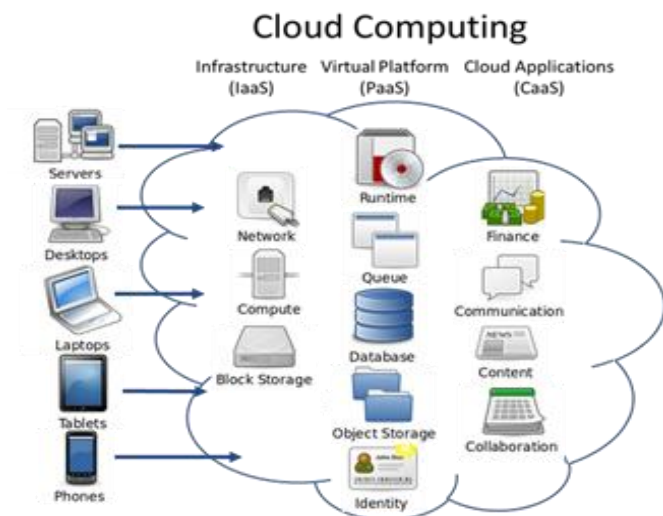 Cloud Computing
Infrastructure
(IaaS)
Virtual Platform
(PaaS)
Cloud Applications
(CaaS)
Servers
Desktops
Laptops
Tablets
Phones
Network
Compute
Block Storage
Runtime
Queue
Database
Object Storage
Identity
Finance
Communication
NEWS
Content
Collaboration